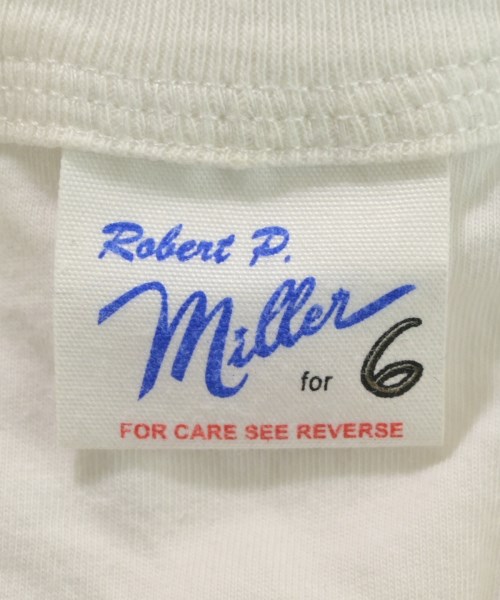 Robert P.
Miller
for 6
FOR CARE SEE REVERSE